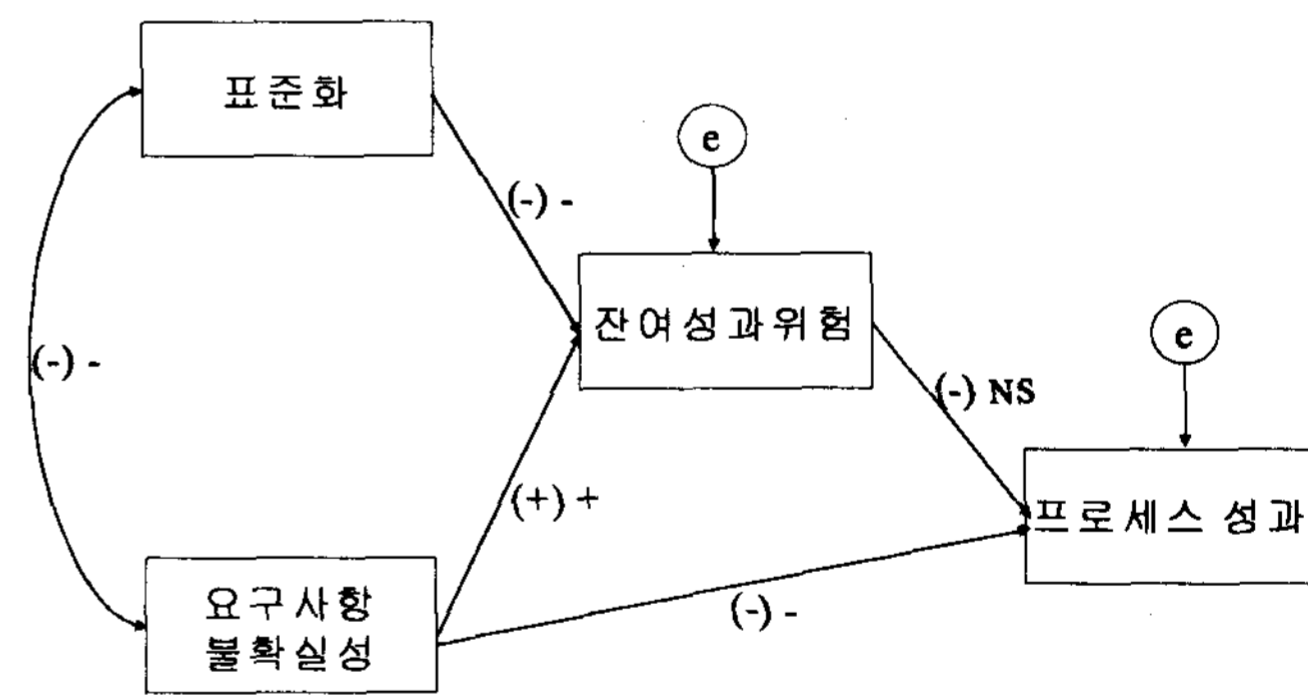 표준화
e
(-) -
잔여성과위험
e
(-) -
(-) NS
(+) +
프로세스 성과
요구사항
불확실성
(-) -